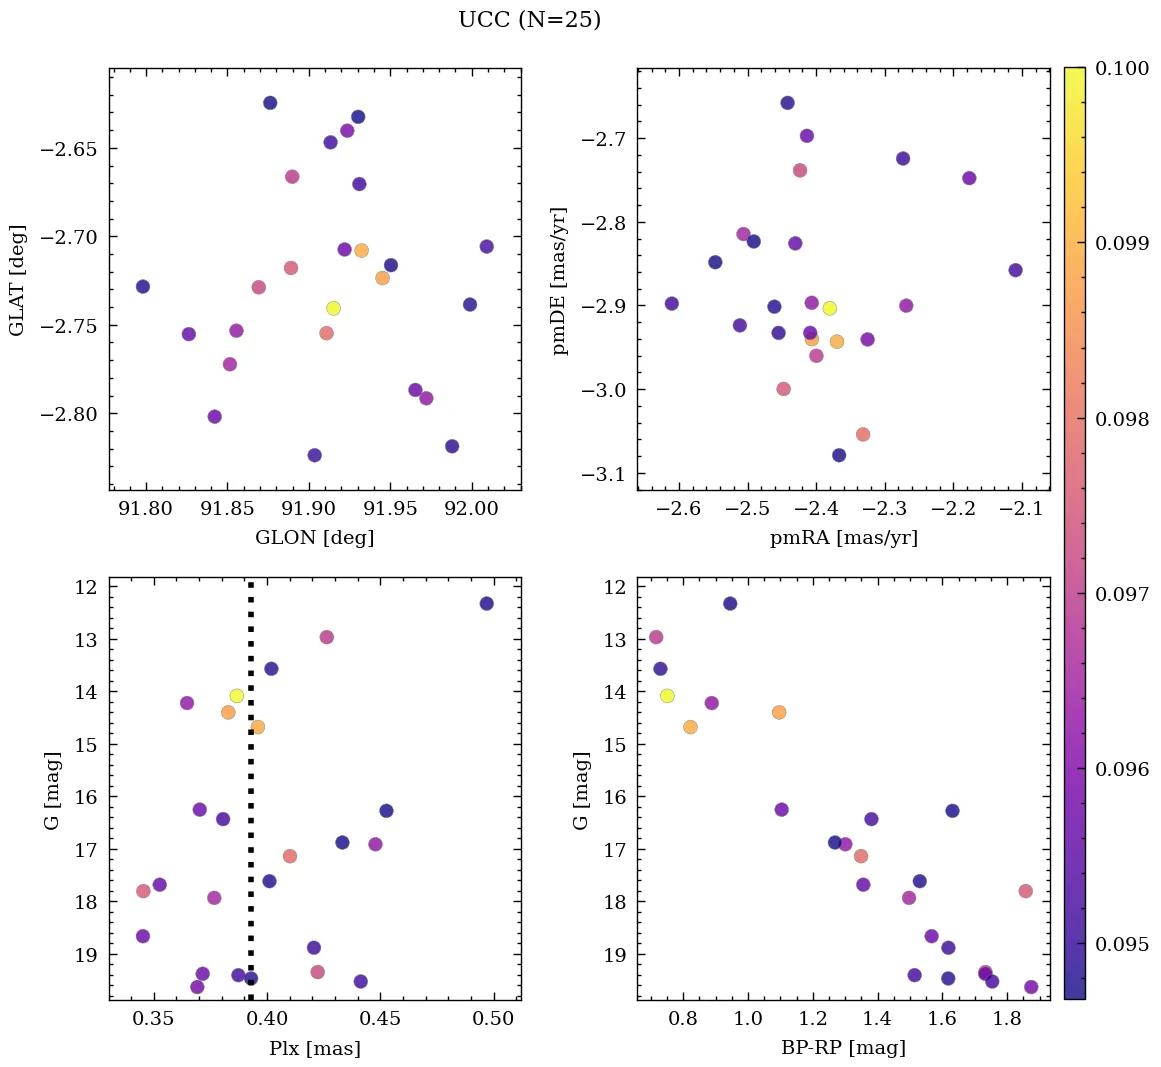 UCC (N=25)
−2.65
−2.70
−2.75
−2.80
GLAT [deg]
91.80 91.85 91.90 91.95 92.00
GLON [deg]
−2.7
−2.8
−2.9
−3.0
−3.1
pmDE [mas/yr]
−2.6 −2.5 −2.4 −2.3 −2.2 −2.1
pmRA [mas/yr]
0.100
0.099
0.098
0.097
0.096
0.095
12
13
14
15
16
17
18
19
G [mag]
0.35 0.40 0.45 0.50
Plx [mas]
12
13
14
15
16
17
18
19
G [mag]
0.8 1.0 1.2 1.4 1.6 1.8
BP-RP [mag]